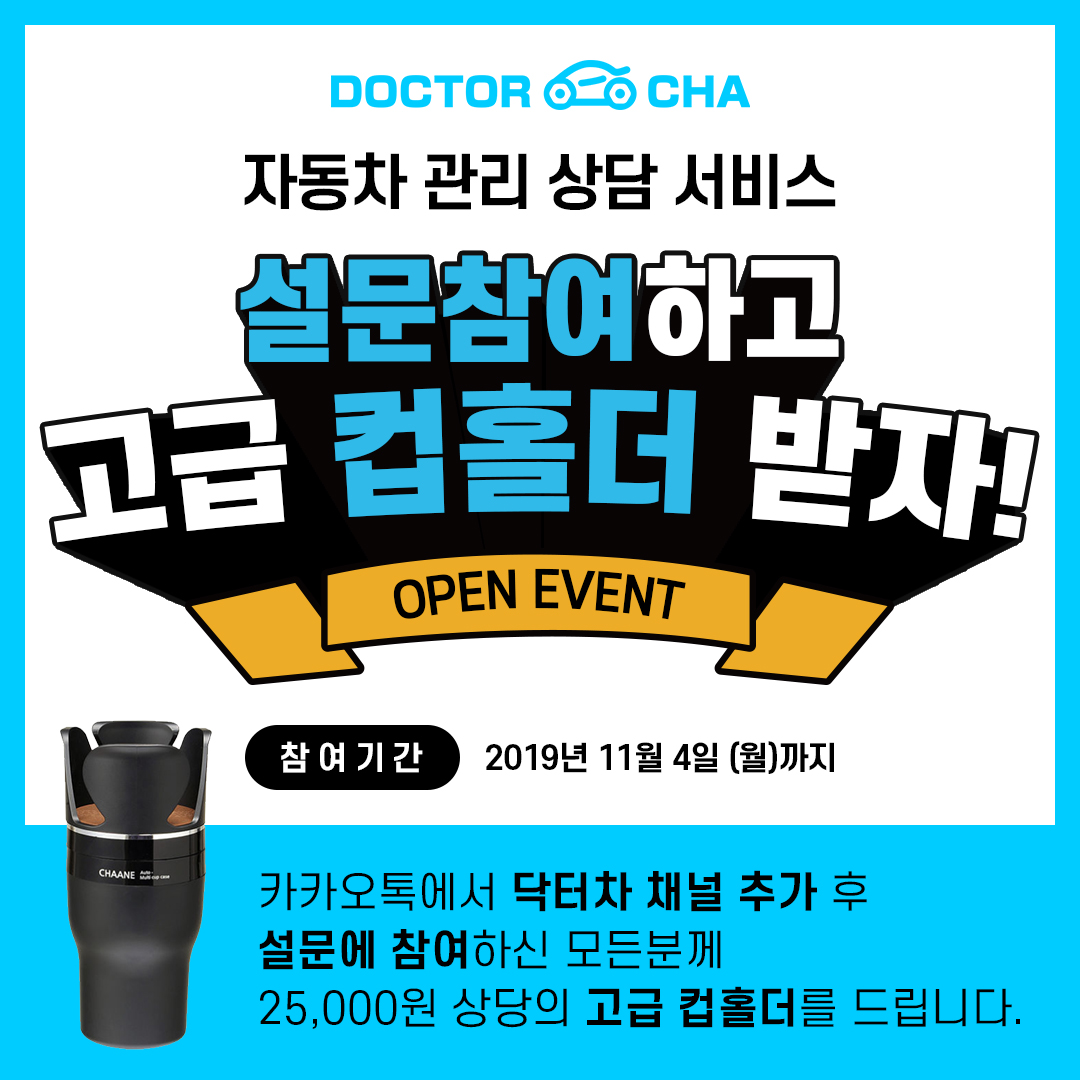 DOCTOR CHA
자동차 관리 상담 서비스
설문참여하고
고급 컵홀더 받자!
OPEN EVENT
참여기간 2019년 11월 4일 (월)까지
CHAANE Auto-
Multi-cup case
카카오톡에서 닥터차 채널 추가 후
설문에 참여하신 모든분께
25,000원 상당의 고급 컵홀더를 드립니다.